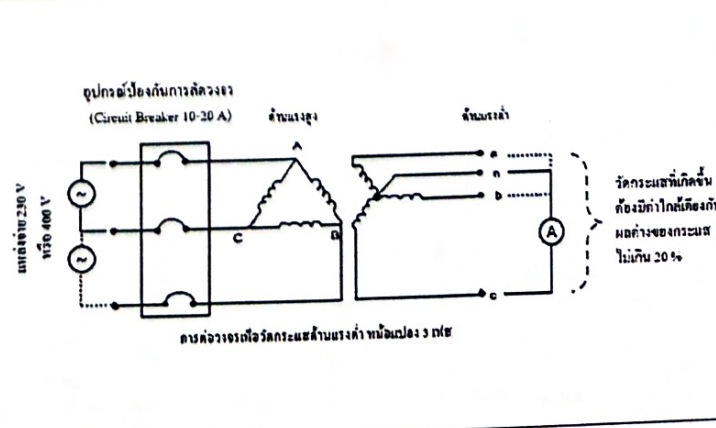 อุปกรณ์ป้องกันการลัดวงจร
(Circuit Breaker 10-20 A)
ด้านแรงสูง
ด้านแรงต่ำ
แหล่งจ่าย 230 V
หรือ 400 V
~
~
A
C
B
a
n
b
c
A
วัดกระแสที่เกิดขึ้น
ต้องมีค่าใกล้เคียงกัน
ผลต่างของกระแส
ไม่เกิน 20 %
การต่อวงจรเพื่อวัดกระแสด้านแรงต่ำ หม้อแปลง 3 เฟส